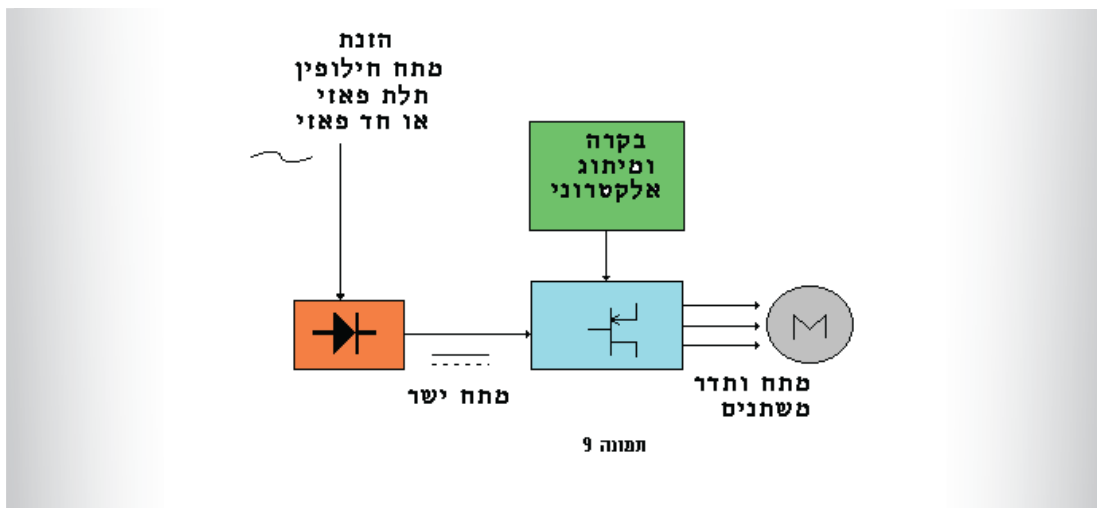 הזנת
מתח חילופין
תלת פאזי
או חד פאזי
בקרה
ומיתוג
אלקטרוני
M
מתח ישר
מתח ותדר
משתנים
תמונה 9